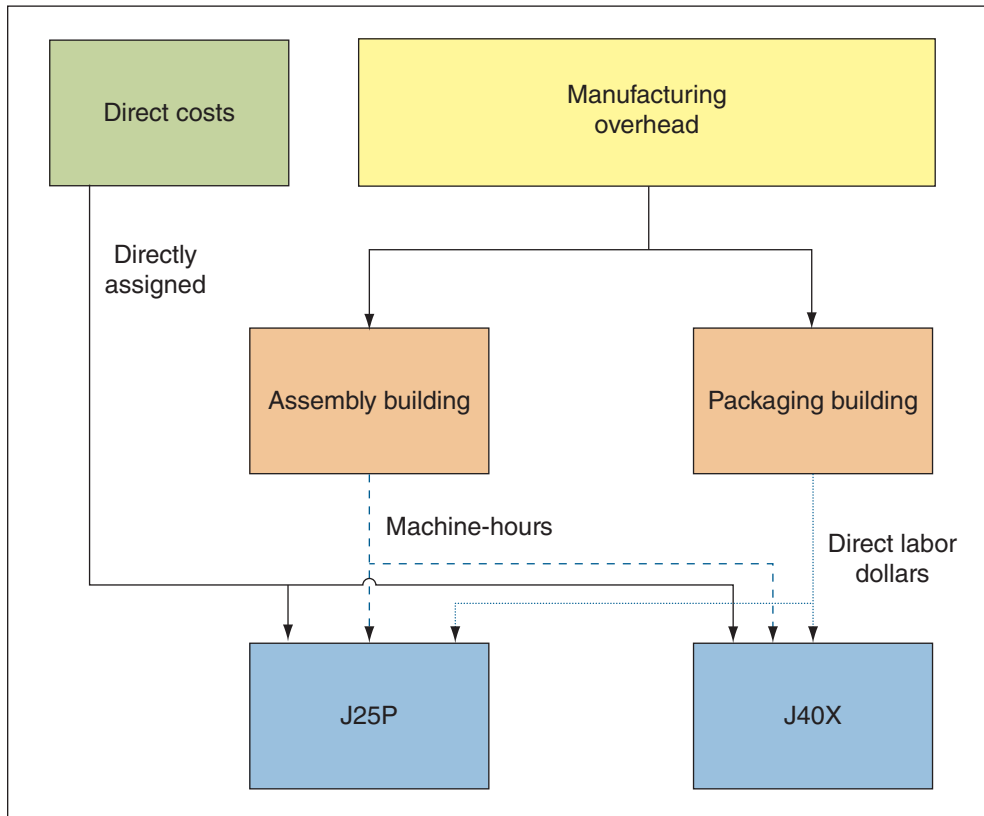 Direct costs
Manufacturing
overhead
Directly
assigned
Assembly building
Packaging building
Machine-hours
Direct labor
dollars
J25P
J40X